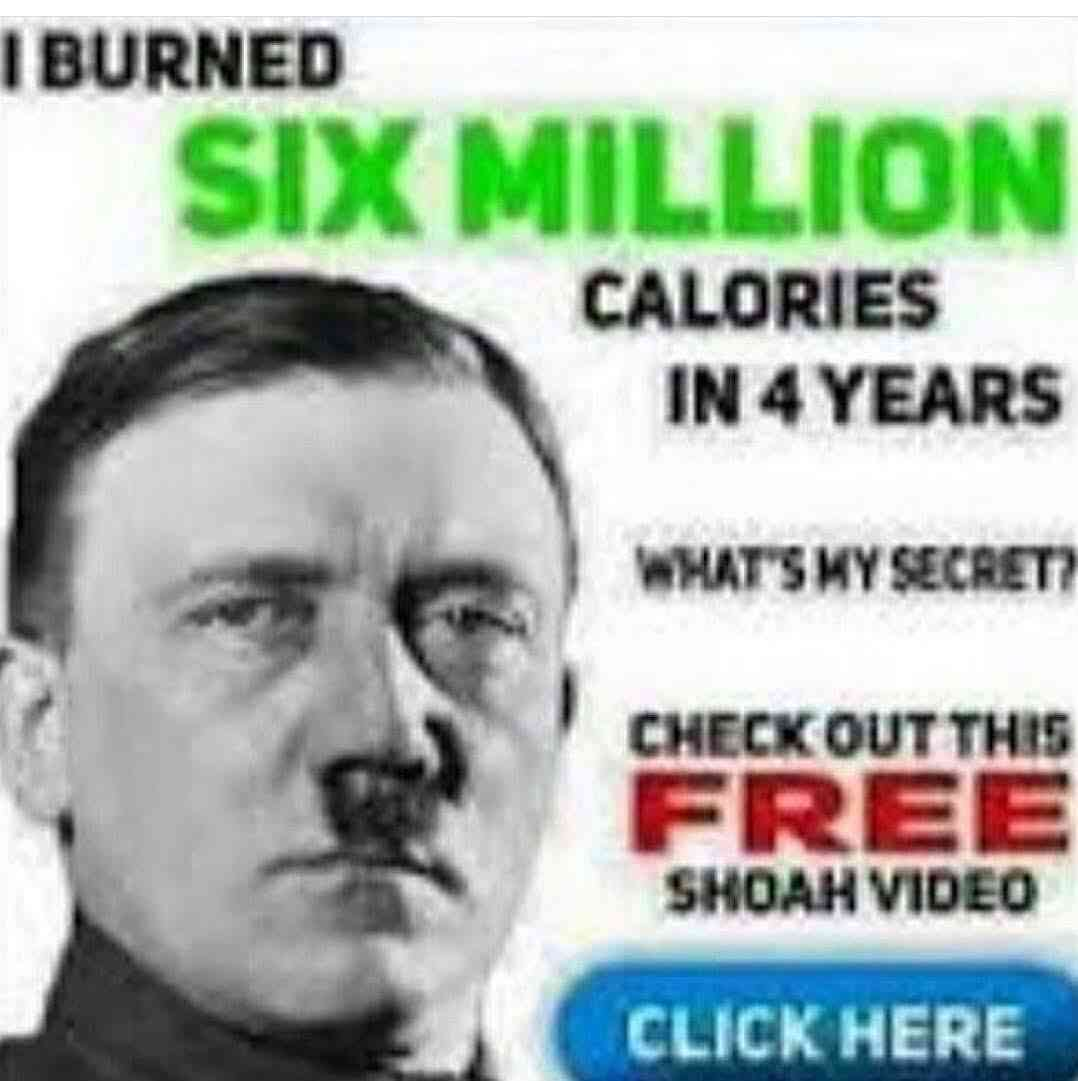 I BURNED
SIX MILLION
CALORIES
IN 4 YEARS
WHAT'S MY SECRET?
CHECK OUT THIS
FREE
SHOAH VIDEO
CLICK HERE